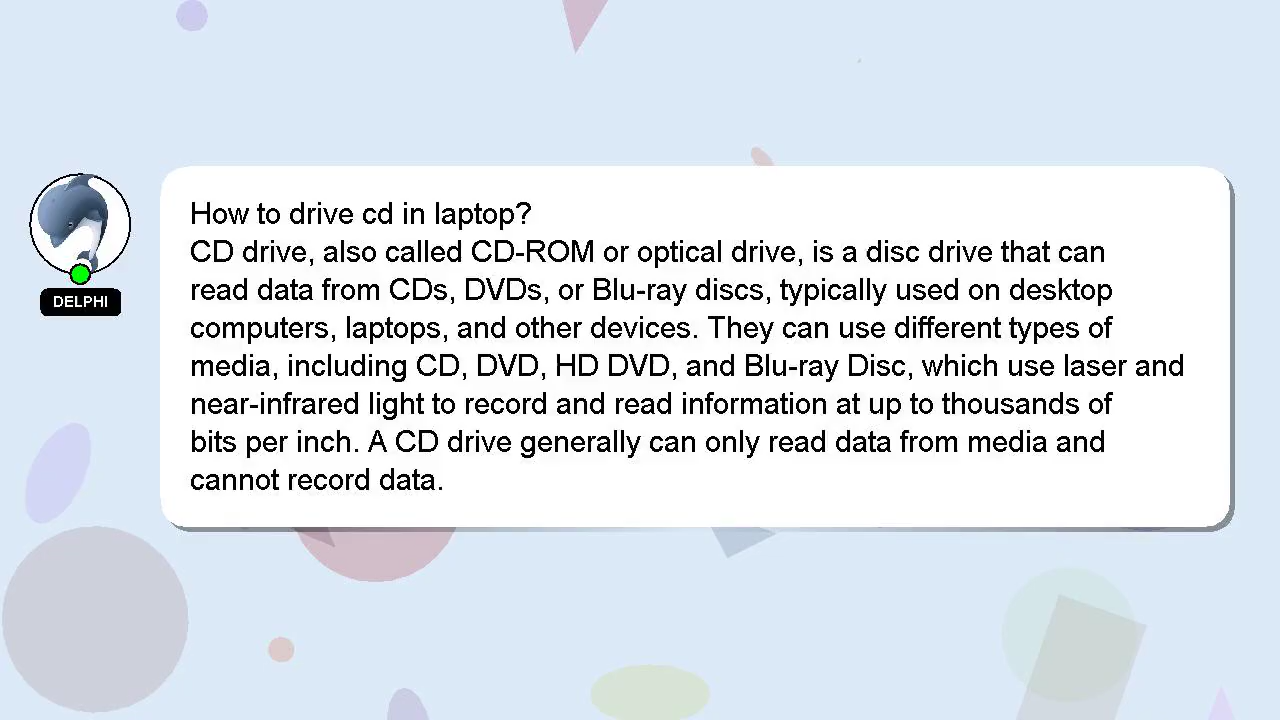 How to drive cd in laptop?
CD drive, also called CD-ROM or optical drive, is a disc drive that can
read data from CDs, DVDs, or Blu-ray discs, typically used on desktop
computers, laptops, and other devices. They can use different types of
media, including CD, DVD, HD DVD, and Blu-ray Disc, which use laser and
near-infrared light to record and read information at up to thousands of
bits per inch. A CD drive generally can only read data from media and
cannot record data.
DELPHI